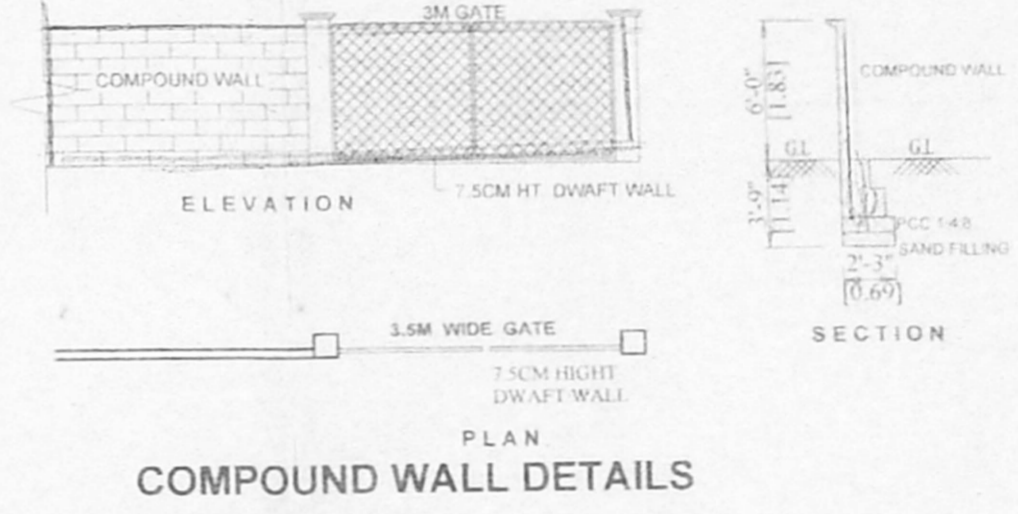 3M GATE
COMPOUND WALL
7.5CM HT DWAFT WALL
ELEVATION
COMPOUND WALL
6'-0"
[1.83]
G.L
G.L
3'-9"
[1.14]
PCC 1:4:8
SAND FILLING
2'-3"
[0.69]
SECTION
3.5M WIDE GATE
7.5CM HIGHT
DWAFT WALL
PLAN
COMPOUND WALL DETAILS